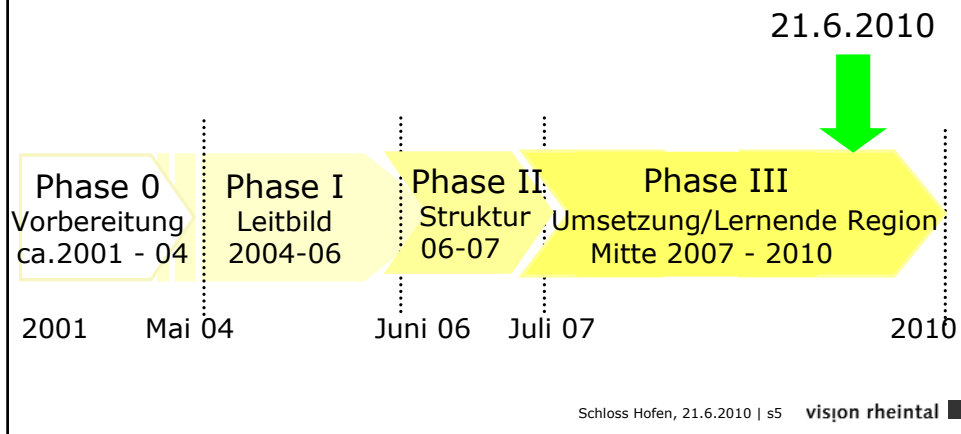 21.6.2010
Phase 0
Vorbereitung
ca.2001 - 04
Phase I
Leitbild
2004-06
Phase II
Struktur
06-07
Phase III
Umsetzung/Lernende Region
Mitte 2007 - 2010
2001
Mai 04
Juni 06
Juli 07
2010
Schloss Hofen, 21.6.2010 | s5
vision rheintal